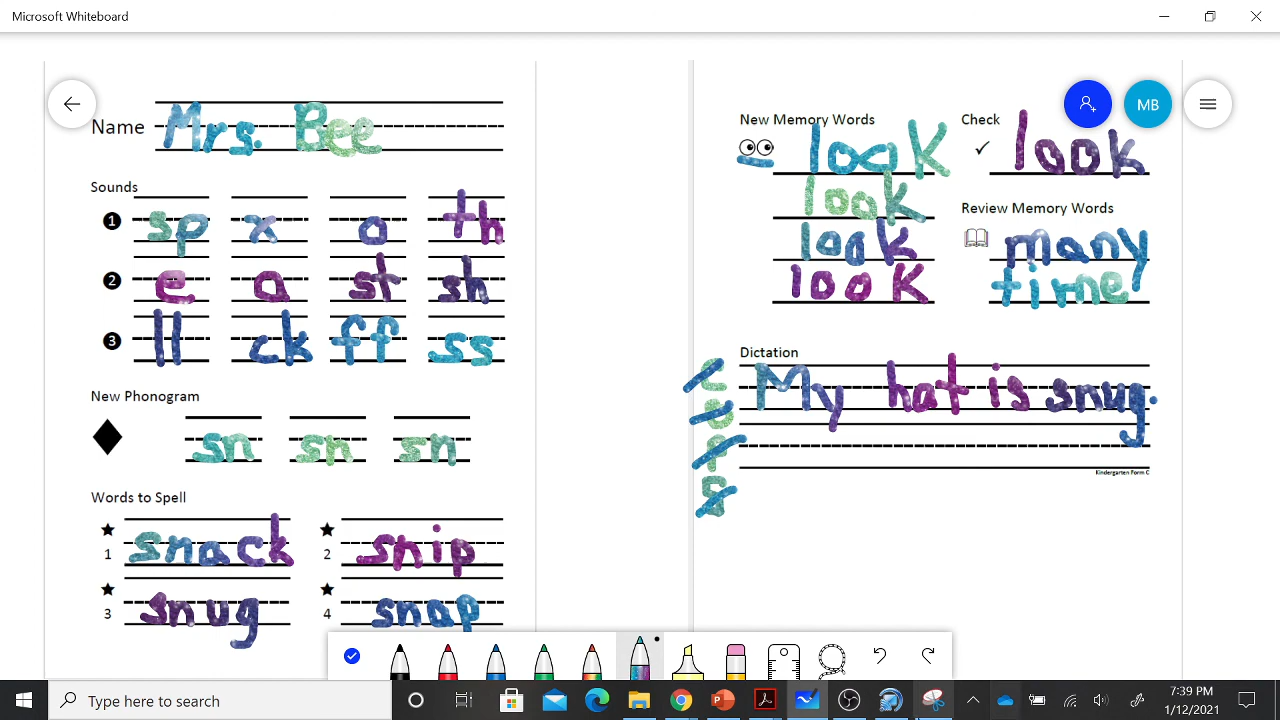 Microsoft Whiteboard
Name Mrs. Bee
Sounds
1 sp x o th
2 e a st sh
3 ll ck ff ss
New Phonogram
sn sn sn
Words to Spell
1 snack 2 snip
3 snug 4 snap
MB
New Memory Words
look
look
look
look
Check
✓ look
Review Memory Words
many
time
Dictation
C
U
P
S
My hat is snug.
Kindergarten Form C
Type here to search
7:39 PM
1/12/2021